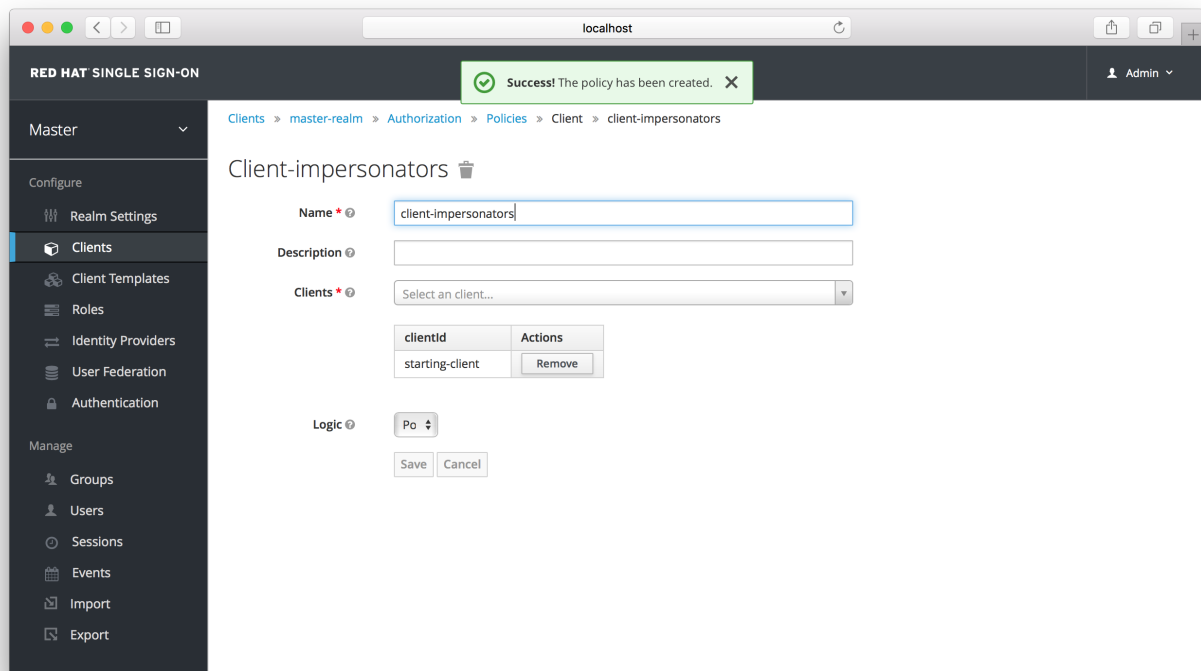 localhost
RED HAT SINGLE SIGN-ON
Success! The policy has been created.
Admin
Master
Clients » master-realm » Authorization » Policies » Client » client-impersonators
Client-impersonators
Configure
Realm Settings
Clients
Client Templates
Roles
Identity Providers
User Federation
Authentication
Manage
Groups
Users
Sessions
Events
Import
Export
Name * client-impersonators
Description
Clients * Select an client...
clientId Actions
starting-client Remove
Logic Po
Save Cancel